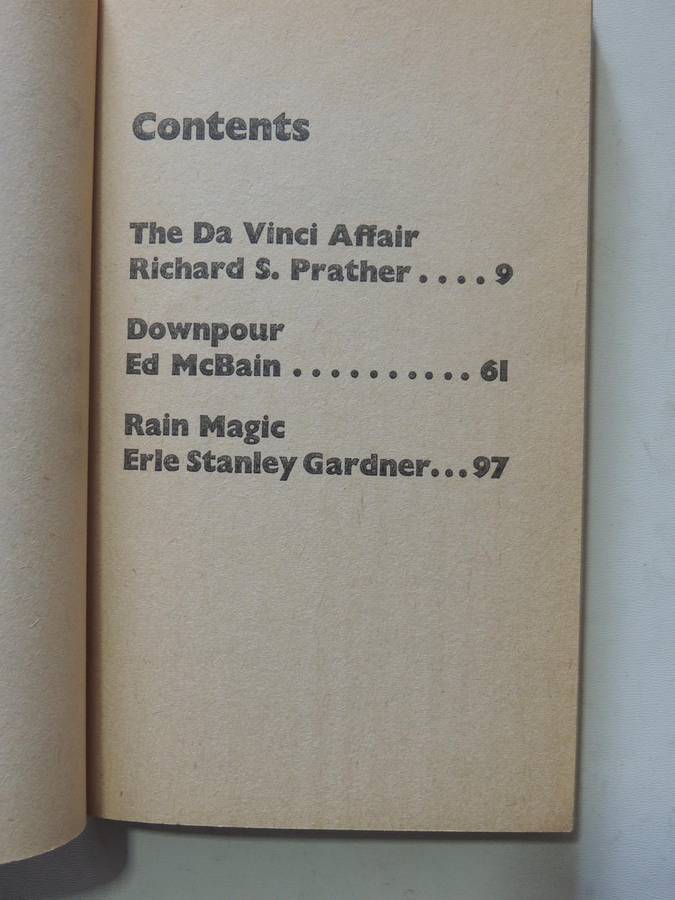 Contents
The Da Vinci Affair
Richard S. Prather .... 9
Downpour
Ed McBain .......... 61
Rain Magic
Erle Stanley Gardner...97